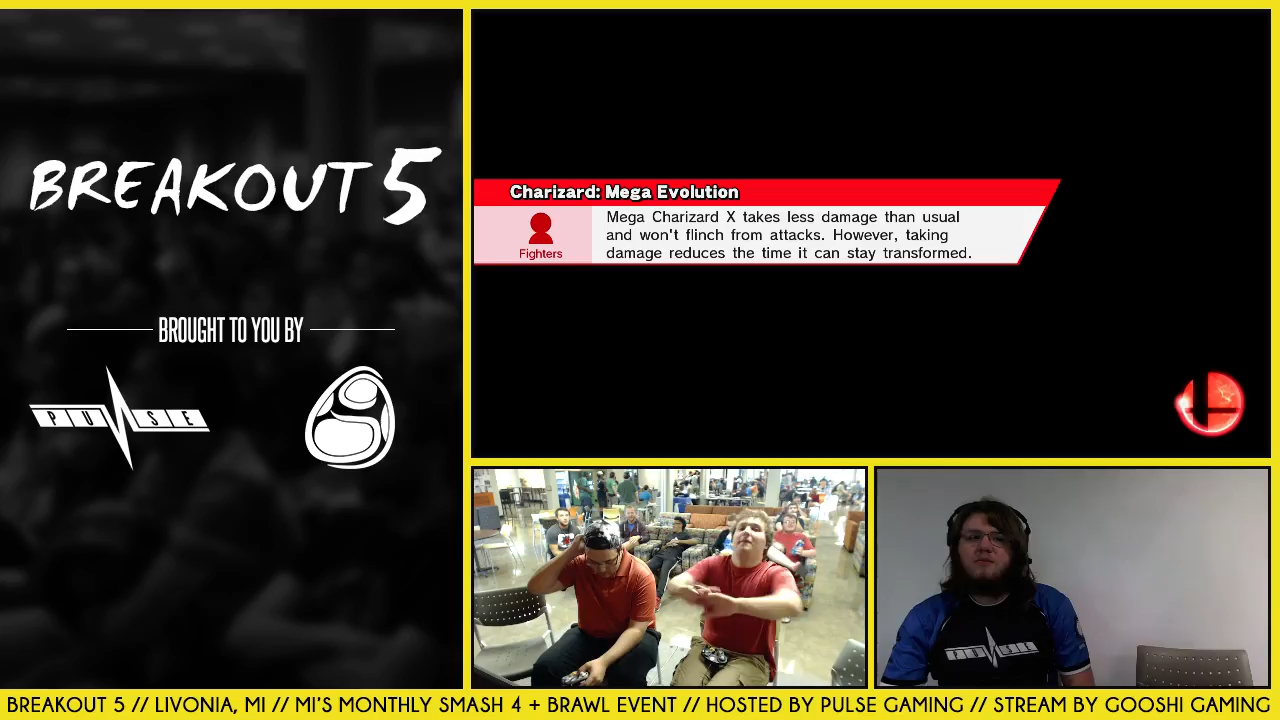 BREAKOUT 5
BROUGHT TO YOU BY
PULSE
Charizard: Mega Evolution
Fighters
Mega Charizard X takes less damage than usual
and won't flinch from attacks. However, taking
damage reduces the time it can stay transformed.
PULSE
BREAKOUT 5 // LIVONIA, MI // MI'S MONTHLY SMASH 4 + BRAWL EVENT // HOSTED BY PULSE GAMING // STREAM BY GOOSHI GAMING